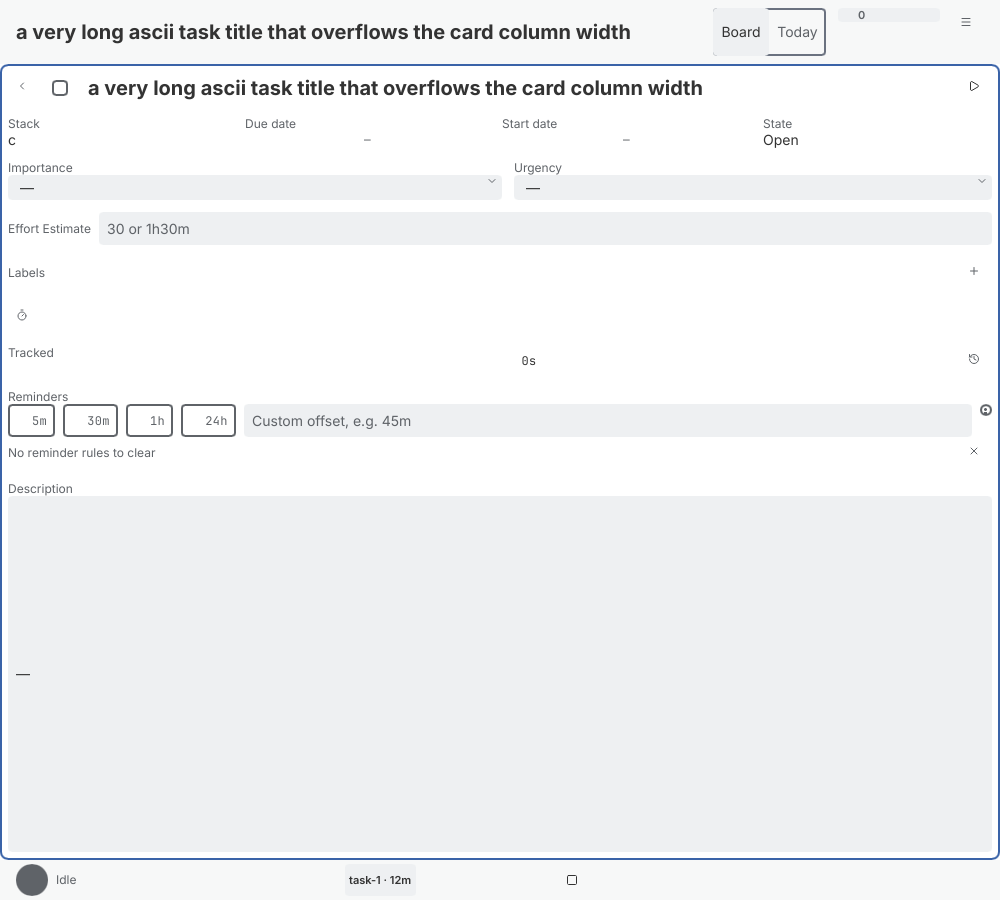 a very long ascii task title that overflows the card column width
Board Today 0
a very long ascii task title that overflows the card column width
Stack Due date Start date State
c – – Open
Importance Urgency
— —
Effort Estimate 30 or 1h30m
Labels
Tracked
0s
Reminders
5m 30m 1h 24h Custom offset, e.g. 45m
No reminder rules to clear
Description
—
Idle task-1 · 12m